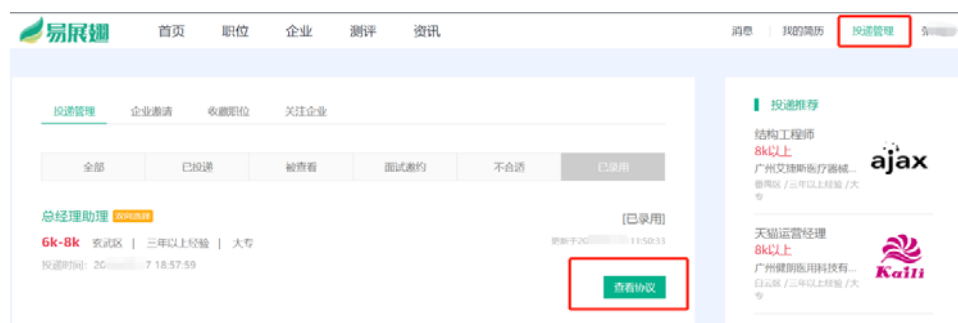 易展翅 首页 职位 企业 测评 资讯 消息 我的简历 投递管理
投递管理 企业邀请 收藏职位 关注企业
全部 已投递 被查看 面试邀约 不合适 已录用
总经理助理 双向选择 [已录用]
6k-8k 玄武区 | 三年以上经验 | 大专 更新于20 11:50:33
投递时间: 20 7 18:57:59
查看协议
投递推荐
结构工程师
8k以上
广州艾捷斯医疗器械...
番禺区 /三年以上经验 /大
专
ajax
天猫运营经理
8k以上
广州健朗医用科技有...
白云区 /三年以上经验 /大
专
Kaili